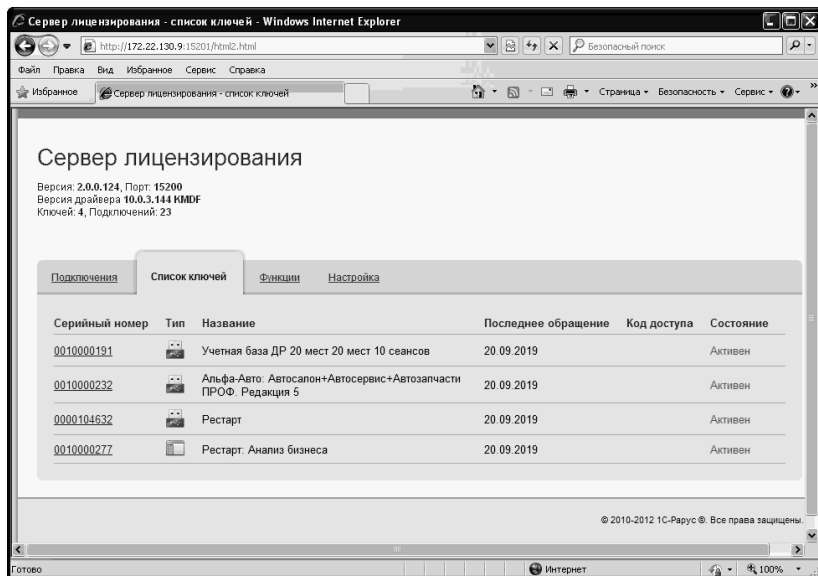 Сервер лицензирования - список ключей - Windows Internet Explorer
http://172.22.130.9:15201/html2.html
Безопасный поиск
Файл Правка Вид Избранное Сервис Справка
Избранное Сервер лицензирования - список ключей Страница Безопасность Сервис
Сервер лицензирования
Версия: 2.0.0.124, Порт: 15200
Версия драйвера 10.0.3.144 KMDF
Ключей: 4, Подключений: 23
Подключения Список ключей Функции Настройка
Серийный номер Тип Название Последнее обращение Код доступа Состояние
0010000191 Учетная база ДР 20 мест 20 мест 10 сеансов 20.09.2019 Активен
0010000232 Альфа-Авто: Автосалон+Автосервис+Автозапчасти ПРОФ. Редакция 5 20.09.2019 Активен
0000104632 Рестарт 20.09.2019 Активен
0010000277 Рестарт: Анализ бизнеса 20.09.2019 Активен
© 2010-2012 1С-Рарус ®. Все права защищены.
Готово Интернет 100%